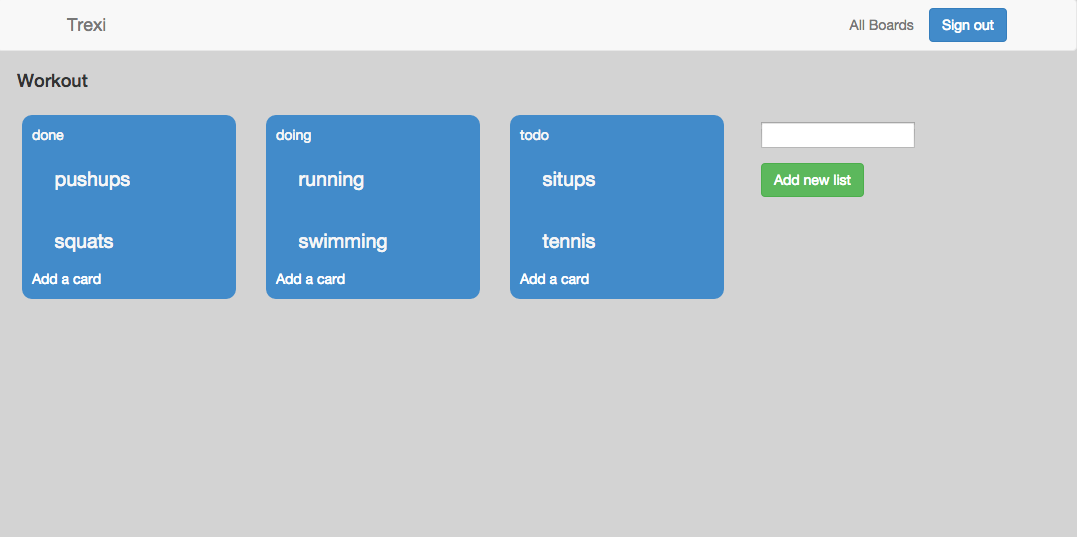 Trexi
All Boards
Sign out
Workout
done
pushups
squats
Add a card
doing
running
swimming
Add a card
todo
situps
tennis
Add a card
Add new list